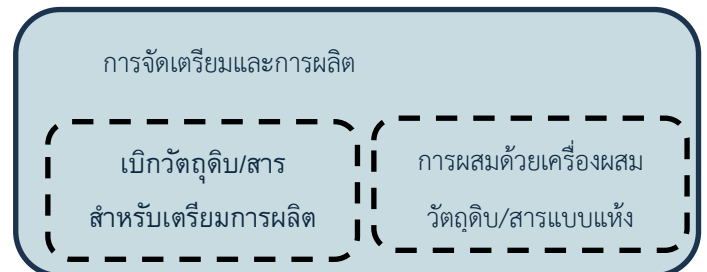 การจัดเตรียมและการผลิต
เบิกวัตถุดิบ/สาร
สำหรับเตรียมการผลิต
การผสมด้วยเครื่องผสม
วัตถุดิบ/สารแบบแห้ง